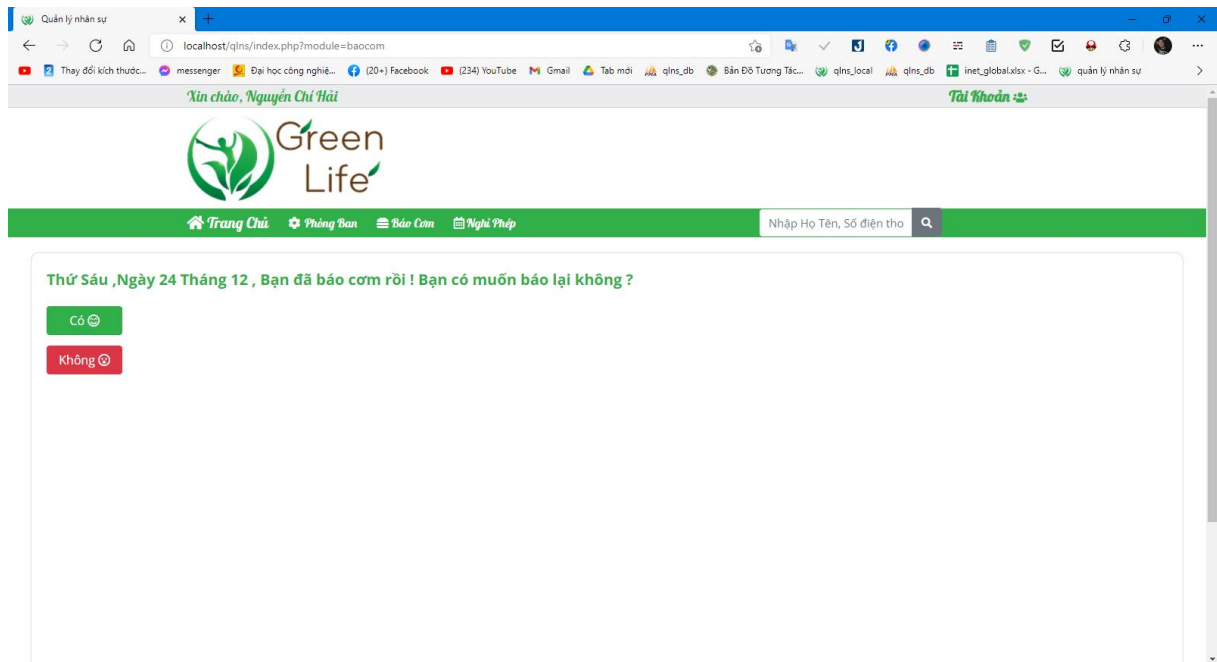 Quản lý nhân sự
localhost/qlns/index.php?module=baocom
Thay đổi kích thước... messenger Đại học công nghiệ... (20+) Facebook (234) YouTube Gmail Tab mới qlns_db Bản Đồ Tương Tác... qlns_local qlns_db inet_global.xlsx - G... quản lý nhân sự
Xin chào, Nguyễn Chí Hải Tài Khoản
Green
Life
Trang Chủ Phòng Ban Báo Cơm Nghỉ Phép Nhập Họ Tên, Số điện tho
Thứ Sáu ,Ngày 24 Tháng 12 , Bạn đã báo cơm rồi ! Bạn có muốn báo lại không ?
Có
Không